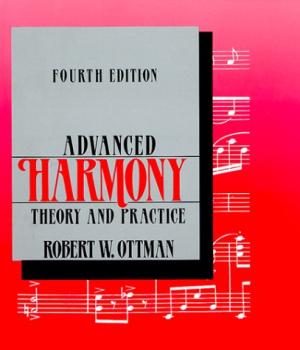 FOURTH EDITION
ADVANCED
HARMONY
THEORY AND PRACTICE
ROBERT W. OTTMAN